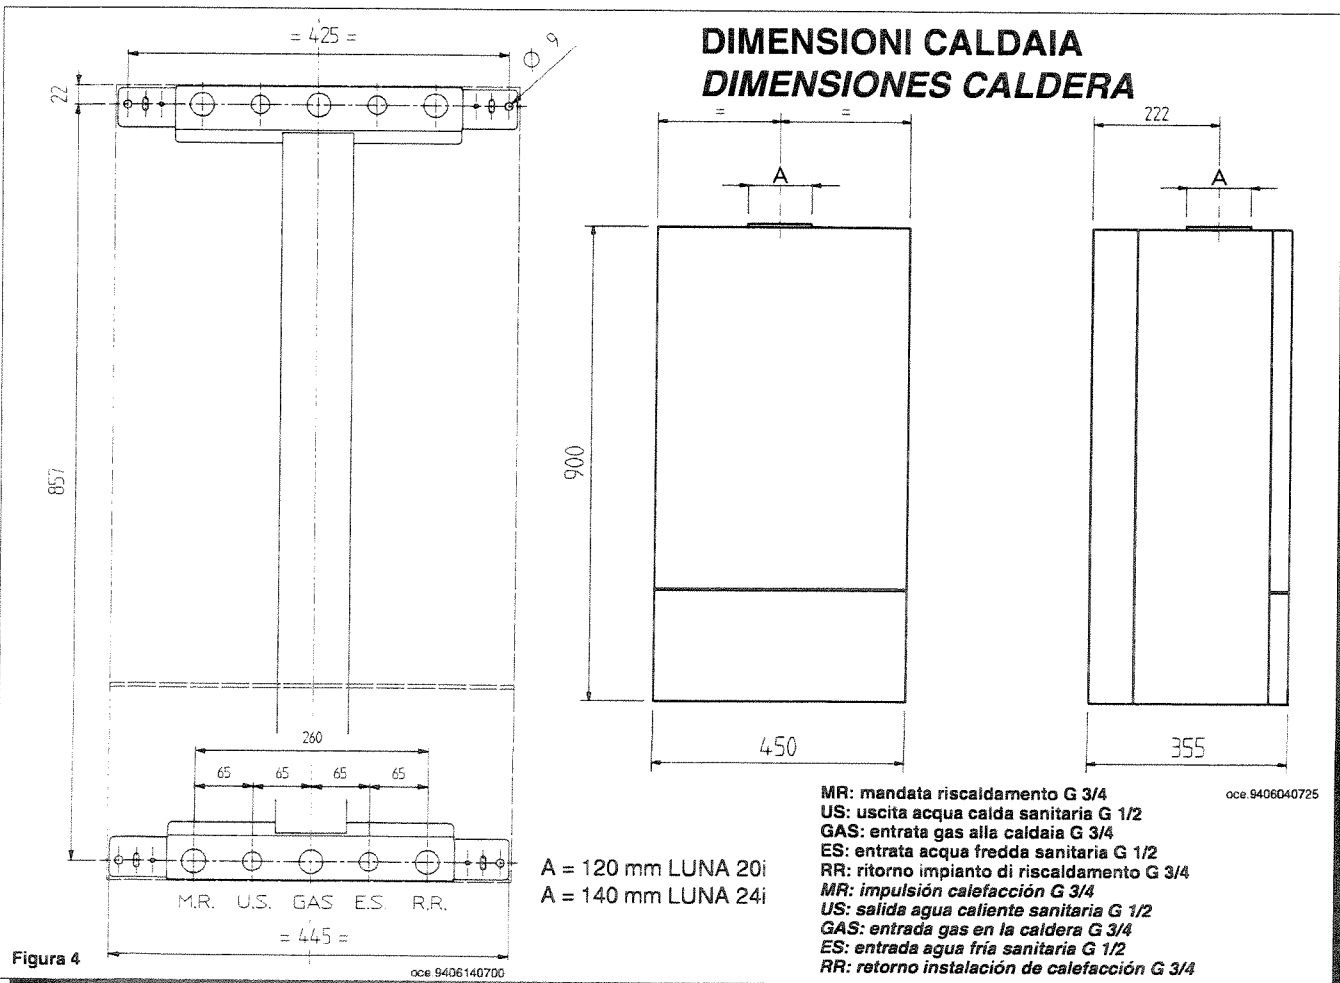 DIMENSIONI CALDAIA
DIMENSIONES CALDERA
= 425 =
Φ 9
22
857
260
65 65 65 65
M.R. U.S. GAS E.S. R.R.
= 445 =
Figura 4
oce.9406140700
= =
A
900
450
222
A
355
oce.9406040725
A = 120 mm LUNA 20i
A = 140 mm LUNA 24i
MR: mandata riscaldamento G 3/4
US: uscita acqua calda sanitaria G 1/2
GAS: entrata gas alla caldaia G 3/4
ES: entrata acqua fredda sanitaria G 1/2
RR: ritorno impianto di riscaldamento G 3/4
MR: impulsión calefacción G 3/4
US: salida agua caliente sanitaria G 1/2
GAS: entrada gas en la caldera G 3/4
ES: entrada agua fría sanitaria G 1/2
RR: retorno instalación de calefacción G 3/4